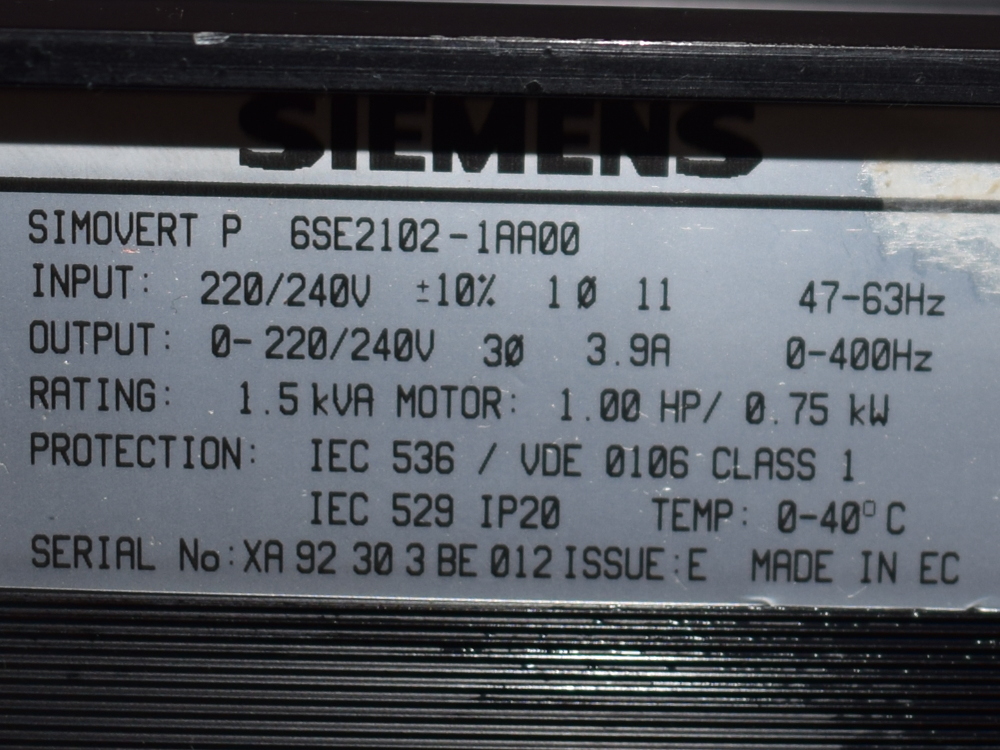 SIEMENS
SIMOVERT P 6SE2102-1AA00
INPUT: 220/240V ±10% 1Ø 11 47-63Hz
OUTPUT: 0-220/240V 3Ø 3.9A 0-400Hz
RATING: 1.5 kVA MOTOR: 1.00 HP/ 0.75 kW
PROTECTION: IEC 536 / VDE 0106 CLASS 1
IEC 529 IP20 TEMP: 0-40°C
SERIAL No:XA 92 30 3 BE 012 ISSUE:E MADE IN EC